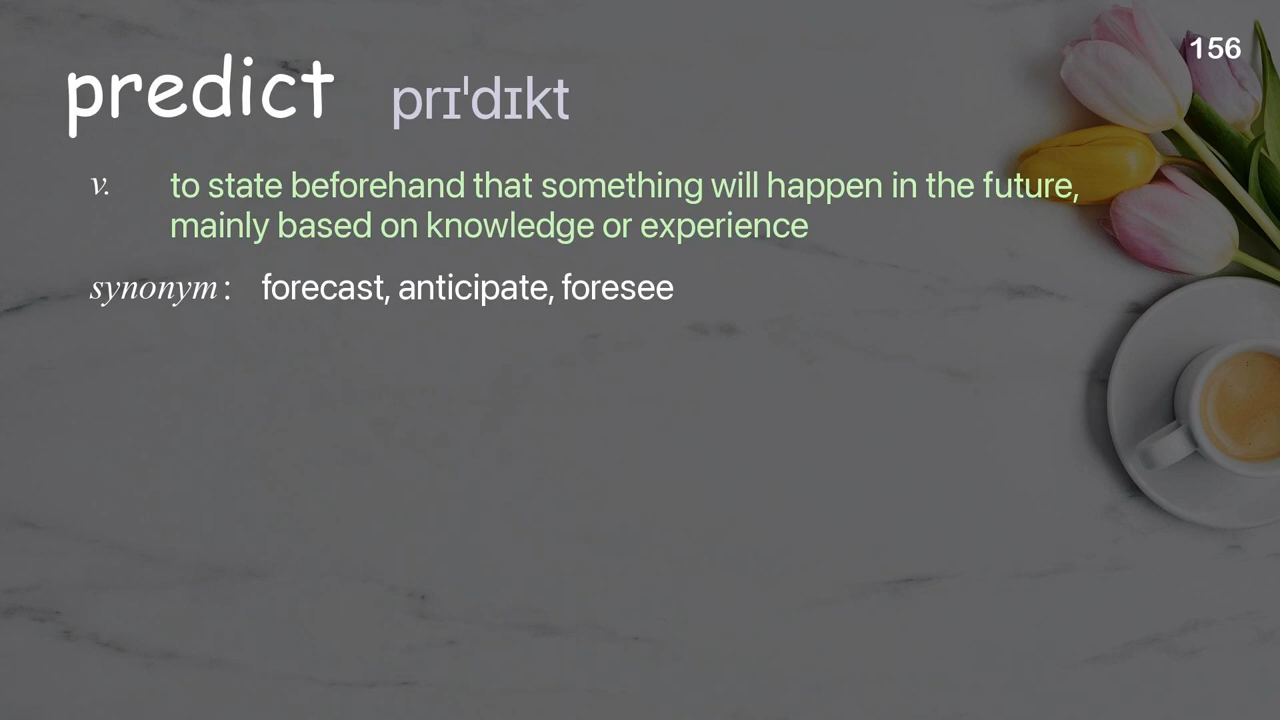 156
predict prɪˈdɪkt
v. to state beforehand that something will happen in the future,
mainly based on knowledge or experience
synonym : forecast, anticipate, foresee